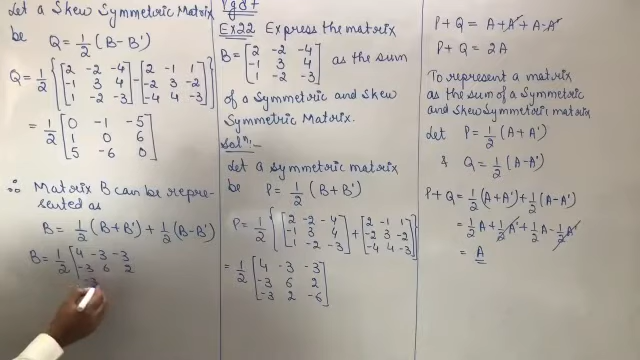 Let a Skew Symmetric Matrix
be Q = 1/2 (B - B')
Q = 1/2 { [2 -2 -4] - [2 -1 1] }
-1 3 4 -2 3 -2
1 -2 -3 -4 4 -3
= 1/2 [0 -1 -5]
1 0 6
5 -6 0
∴ Matrix B can be repre-
sented as
B = 1/2 (B+B') + 1/2 (B-B')
B = 1/2 [4 -3 -3
-3 6 2
-3
Pg 87
Ex22 Express the matrix
B = [2 -2 -4] as the sum
-1 3 4
1 -2 -3
of a Symmetric and Skew
Symmetric Matrix.
Soln:-
Let a symmetric matrix
be P = 1/2 (B+B')
P = 1/2 { [2 -2 -4] + [2 -1 1] }
-1 3 4 -2 3 -2
1 -2 -3 -4 4 -3
= 1/2 [4 -3 -3]
-3 6 2
-3 2 -6
P+Q = A+A'+A-A'
P+Q = 2A
To represent a matrix
as the sum of a Symmetric
and Skew Symmetric matrix
Let P = 1/2 (A+A')
& Q = 1/2 (A-A')
P+Q = 1/2 (A+A') + 1/2 (A-A')
= 1/2 A + 1/2 A' + 1/2 A - 1/2 A'
= A